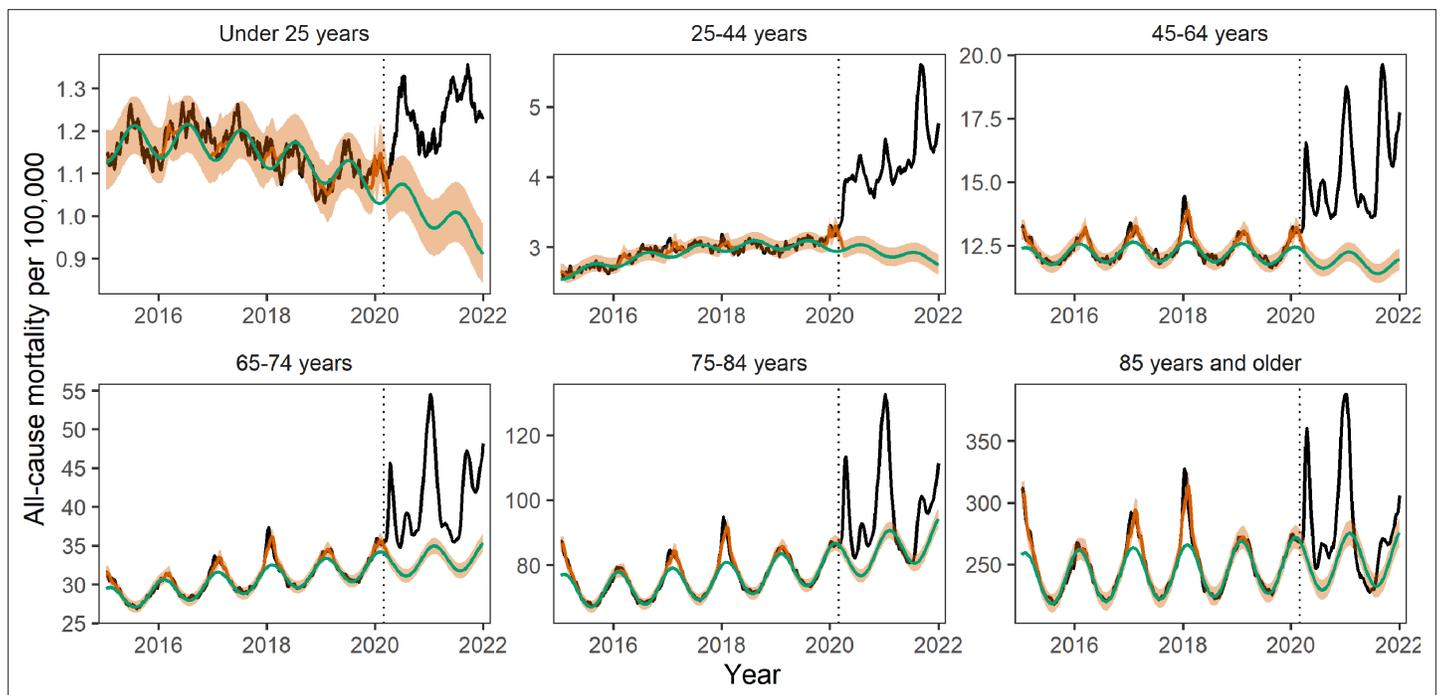 Under 25 years
25-44 years
45-64 years
All-cause mortality per 100,000
1.3
1.2
1.1
1.0
0.9
5
4
3
20.0
17.5
15.0
12.5
2016 2018 2020 2022
2016 2018 2020 2022
2016 2018 2020 2022
65-74 years
75-84 years
85 years and older
55
50
45
40
35
30
25
120
100
80
350
300
250
2016 2018 2020 2022
2016 2018 2020 2022
2016 2018 2020 2022
Year